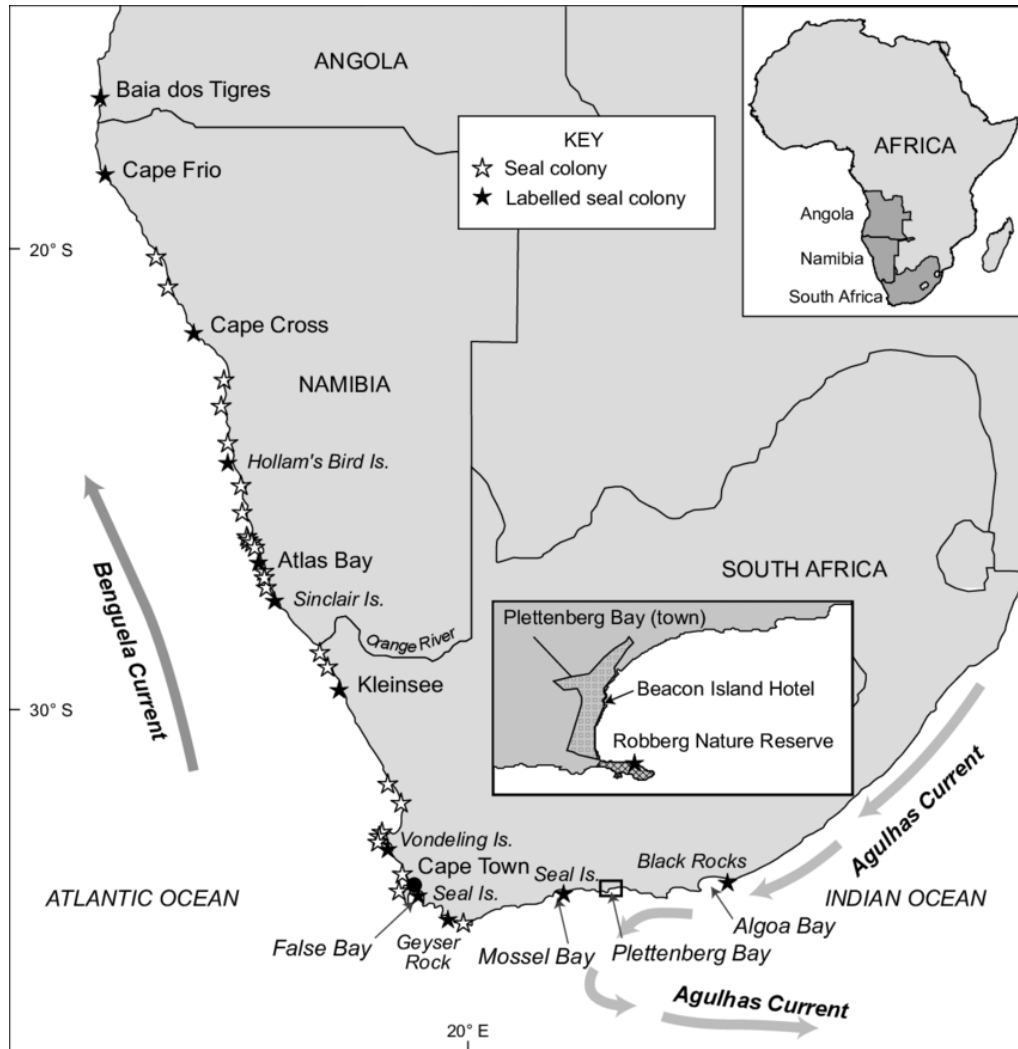 ANGOLA
Baia dos Tigres
KEY
Seal colony
Labelled seal colony
AFRICA
Angola
Namibia
South Africa
Cape Frio
20° S
Cape Cross
NAMIBIA
Hollam's Bird Is.
Atlas Bay
SOUTH AFRICA
Sinclair Is.
Benguela Current
Orange River
Plettenberg Bay (town)
Beacon Island Hotel
Robberg Nature Reserve
Kleinsee
30° S
Agulhas Current
Vondeling Is.
Cape Town
Seal Is.
Seal Is.
Black Rocks
ATLANTIC OCEAN
INDIAN OCEAN
False Bay
Geyser
Rock
Mossel Bay
Plettenberg Bay
Algoa Bay
Agulhas Current
20° E